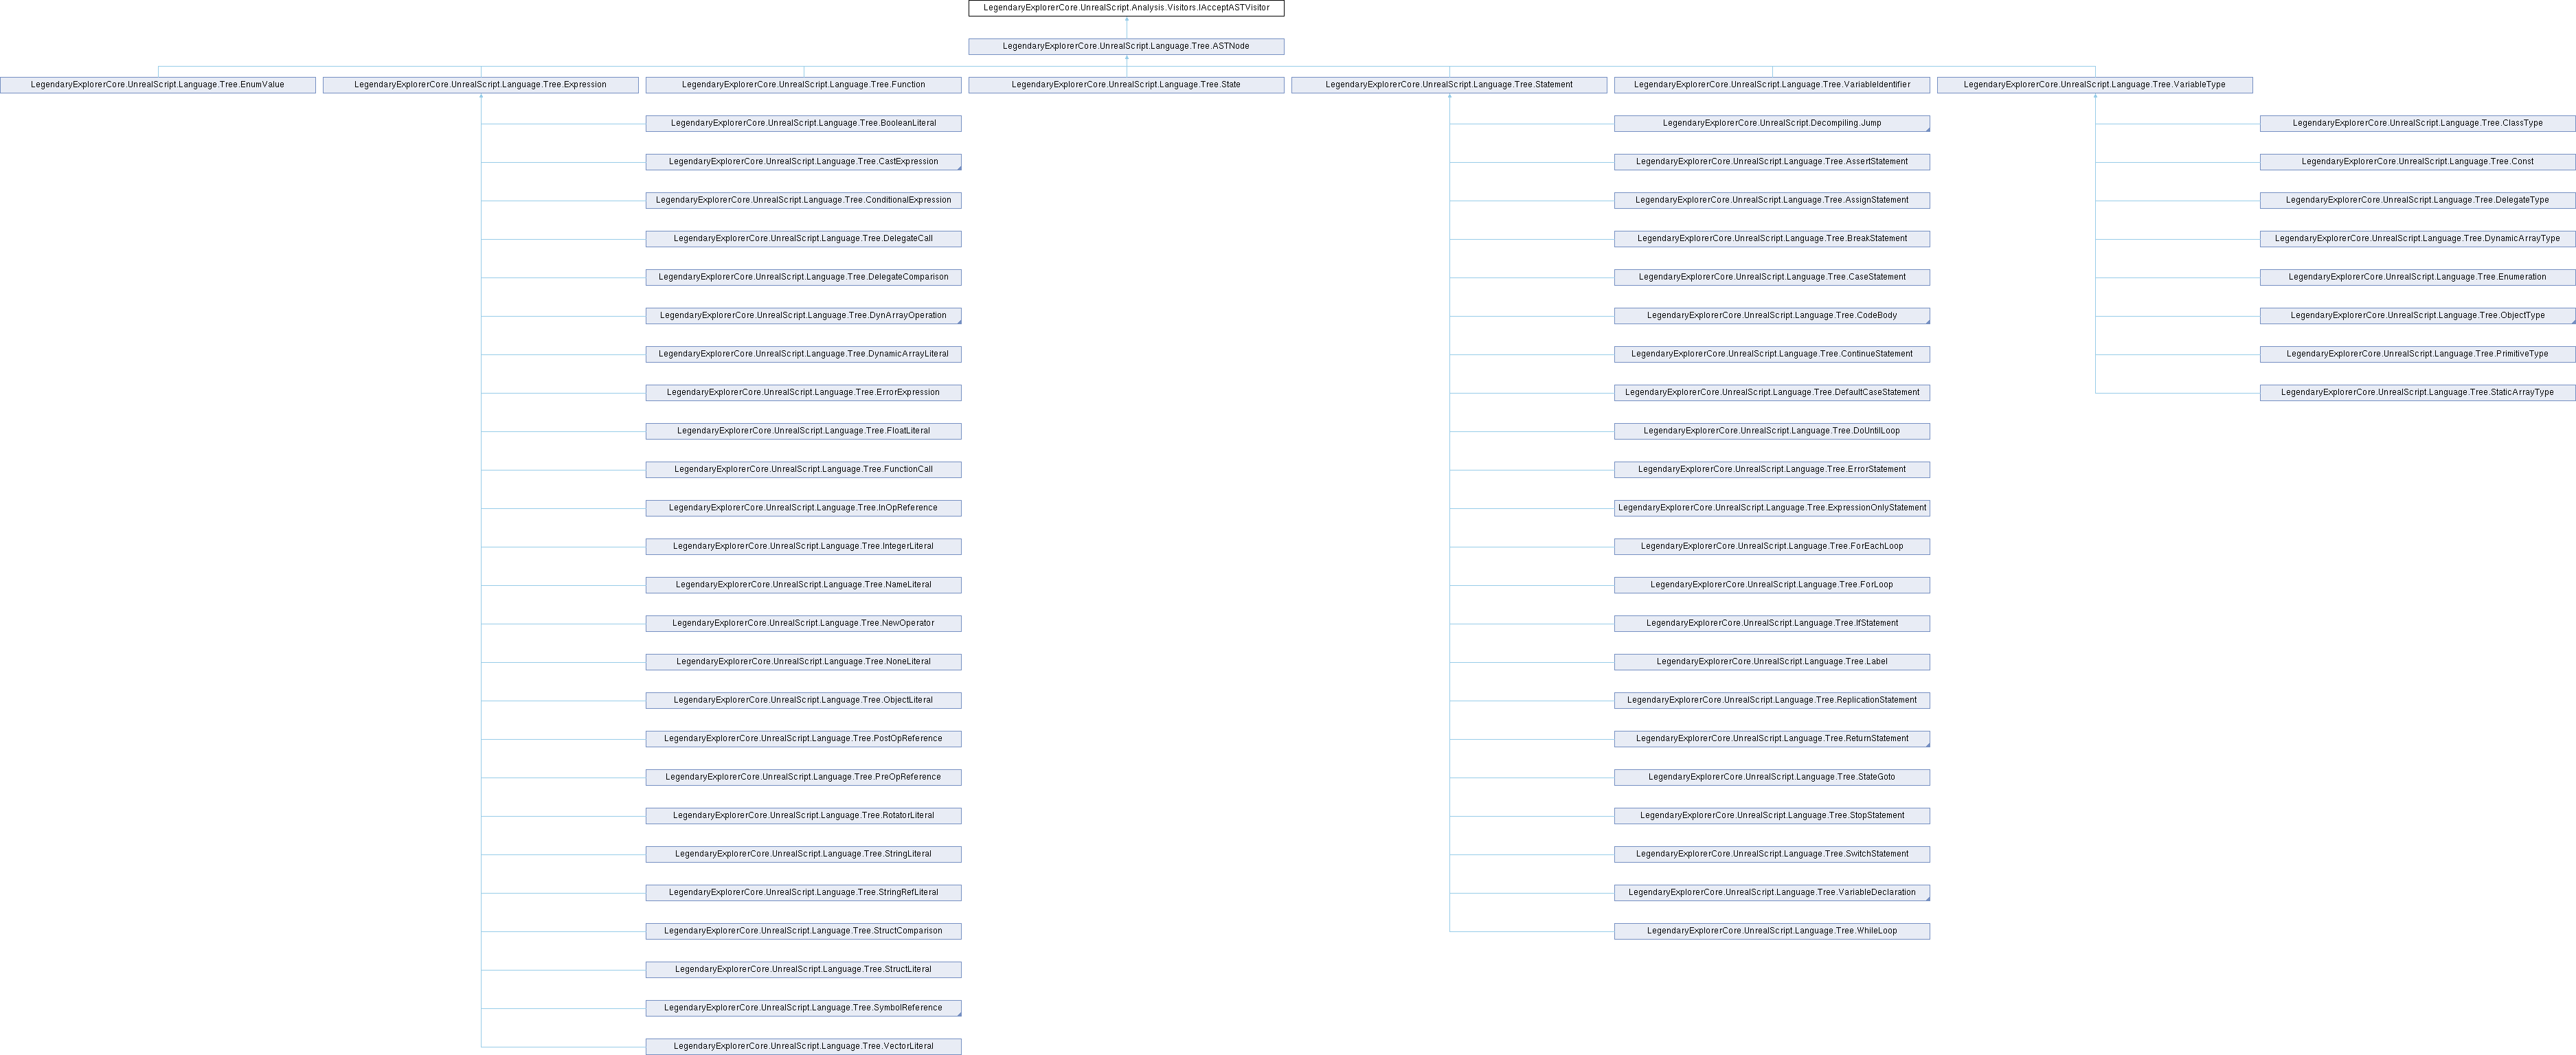 LegendaryExplorerCore.UnrealScript.Analysis.Visitors.IAcceptASTVisitor
LegendaryExplorerCore.UnrealScript.Language.Tree.ASTNode
LegendaryExplorerCore.UnrealScript.Language.Tree.EnumValue
LegendaryExplorerCore.UnrealScript.Language.Tree.Expression
LegendaryExplorerCore.UnrealScript.Language.Tree.Function
LegendaryExplorerCore.UnrealScript.Language.Tree.State
LegendaryExplorerCore.UnrealScript.Language.Tree.Statement
LegendaryExplorerCore.UnrealScript.Language.Tree.VariableIdentifier
LegendaryExplorerCore.UnrealScript.Language.Tree.VariableType
LegendaryExplorerCore.UnrealScript.Language.Tree.BooleanLiteral
LegendaryExplorerCore.UnrealScript.Language.Tree.CastExpression
LegendaryExplorerCore.UnrealScript.Language.Tree.ConditionalExpression
LegendaryExplorerCore.UnrealScript.Language.Tree.DelegateCall
LegendaryExplorerCore.UnrealScript.Language.Tree.DelegateComparison
LegendaryExplorerCore.UnrealScript.Language.Tree.DynArrayOperation
LegendaryExplorerCore.UnrealScript.Language.Tree.DynamicArrayLiteral
LegendaryExplorerCore.UnrealScript.Language.Tree.ErrorExpression
LegendaryExplorerCore.UnrealScript.Language.Tree.FloatLiteral
LegendaryExplorerCore.UnrealScript.Language.Tree.FunctionCall
LegendaryExplorerCore.UnrealScript.Language.Tree.InOpReference
LegendaryExplorerCore.UnrealScript.Language.Tree.IntegerLiteral
LegendaryExplorerCore.UnrealScript.Language.Tree.NameLiteral
LegendaryExplorerCore.UnrealScript.Language.Tree.NewOperator
LegendaryExplorerCore.UnrealScript.Language.Tree.NoneLiteral
LegendaryExplorerCore.UnrealScript.Language.Tree.ObjectLiteral
LegendaryExplorerCore.UnrealScript.Language.Tree.PostOpReference
LegendaryExplorerCore.UnrealScript.Language.Tree.PreOpReference
LegendaryExplorerCore.UnrealScript.Language.Tree.RotatorLiteral
LegendaryExplorerCore.UnrealScript.Language.Tree.StringLiteral
LegendaryExplorerCore.UnrealScript.Language.Tree.StringRefLiteral
LegendaryExplorerCore.UnrealScript.Language.Tree.StructComparison
LegendaryExplorerCore.UnrealScript.Language.Tree.StructLiteral
LegendaryExplorerCore.UnrealScript.Language.Tree.SymbolReference
LegendaryExplorerCore.UnrealScript.Language.Tree.VectorLiteral
LegendaryExplorerCore.UnrealScript.Decompiling.Jump
LegendaryExplorerCore.UnrealScript.Language.Tree.AssertStatement
LegendaryExplorerCore.UnrealScript.Language.Tree.AssignStatement
LegendaryExplorerCore.UnrealScript.Language.Tree.BreakStatement
LegendaryExplorerCore.UnrealScript.Language.Tree.CaseStatement
LegendaryExplorerCore.UnrealScript.Language.Tree.CodeBody
LegendaryExplorerCore.UnrealScript.Language.Tree.ContinueStatement
LegendaryExplorerCore.UnrealScript.Language.Tree.DefaultCaseStatement
LegendaryExplorerCore.UnrealScript.Language.Tree.DoUntilLoop
LegendaryExplorerCore.UnrealScript.Language.Tree.ErrorStatement
LegendaryExplorerCore.UnrealScript.Language.Tree.ExpressionOnlyStatement
LegendaryExplorerCore.UnrealScript.Language.Tree.ForEachLoop
LegendaryExplorerCore.UnrealScript.Language.Tree.ForLoop
LegendaryExplorerCore.UnrealScript.Language.Tree.IfStatement
LegendaryExplorerCore.UnrealScript.Language.Tree.Label
LegendaryExplorerCore.UnrealScript.Language.Tree.ReplicationStatement
LegendaryExplorerCore.UnrealScript.Language.Tree.ReturnStatement
LegendaryExplorerCore.UnrealScript.Language.Tree.StateGoto
LegendaryExplorerCore.UnrealScript.Language.Tree.StopStatement
LegendaryExplorerCore.UnrealScript.Language.Tree.SwitchStatement
LegendaryExplorerCore.UnrealScript.Language.Tree.VariableDeclaration
LegendaryExplorerCore.UnrealScript.Language.Tree.WhileLoop
LegendaryExplorerCore.UnrealScript.Language.Tree.ClassType
LegendaryExplorerCore.UnrealScript.Language.Tree.Const
LegendaryExplorerCore.UnrealScript.Language.Tree.DelegateType
LegendaryExplorerCore.UnrealScript.Language.Tree.DynamicArrayType
LegendaryExplorerCore.UnrealScript.Language.Tree.Enumeration
LegendaryExplorerCore.UnrealScript.Language.Tree.ObjectType
LegendaryExplorerCore.UnrealScript.Language.Tree.PrimitiveType
LegendaryExplorerCore.UnrealScript.Language.Tree.StaticArrayType